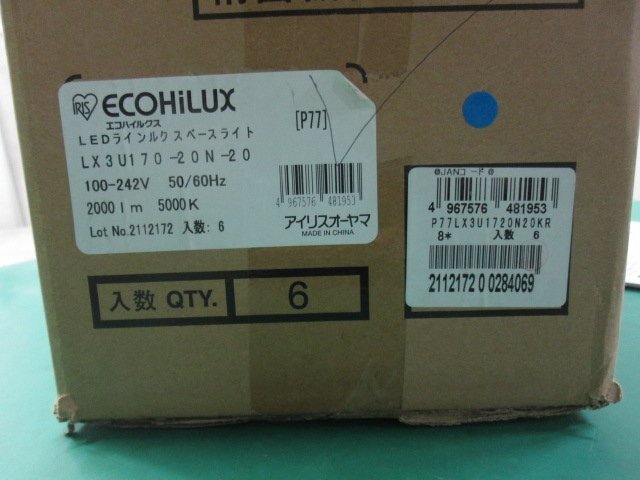 IRIS ECOHiLUX
エコハイルクス
LEDラインルクスベースライト
LX3U170-20N-20
100-242V 50/60Hz
2000lm 5000K
Lot No.2112172 入数: 6
[P77]
4 967576 481953
アイリスオーヤマ
MADE IN CHINA
@JANコード@
4 967576 481953
P77LX3U1720N20KR
8* 入数 6
2112172 0 0284069
入数 QTY. 6